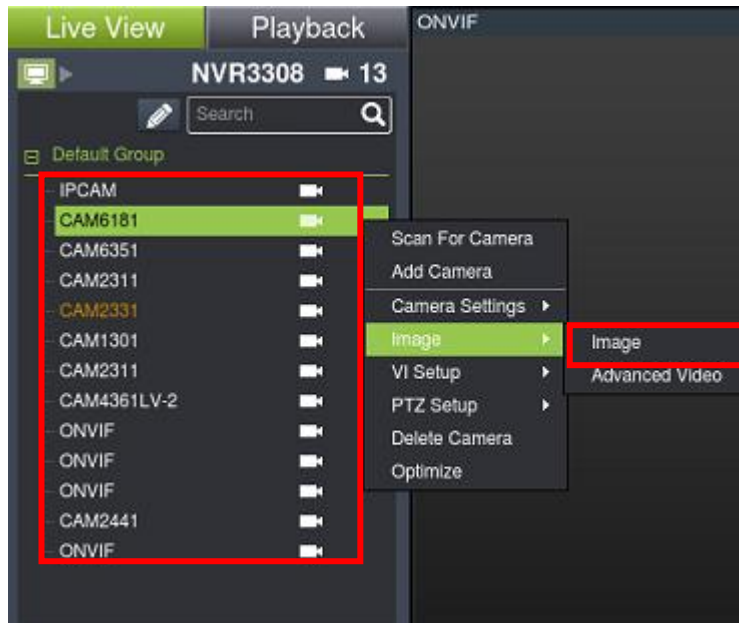 Live View
Playback
ONVIF
NVR3308 13
Search
Default Group
IPCAM
CAM6181
CAM6351
CAM2311
CAM2331
CAM1301
CAM2311
CAM4361LV-2
ONVIF
ONVIF
ONVIF
CAM2441
ONVIF
Scan For Camera
Add Camera
Camera Settings
Image
VI Setup
PTZ Setup
Delete Camera
Optimize
Image
Advanced Video